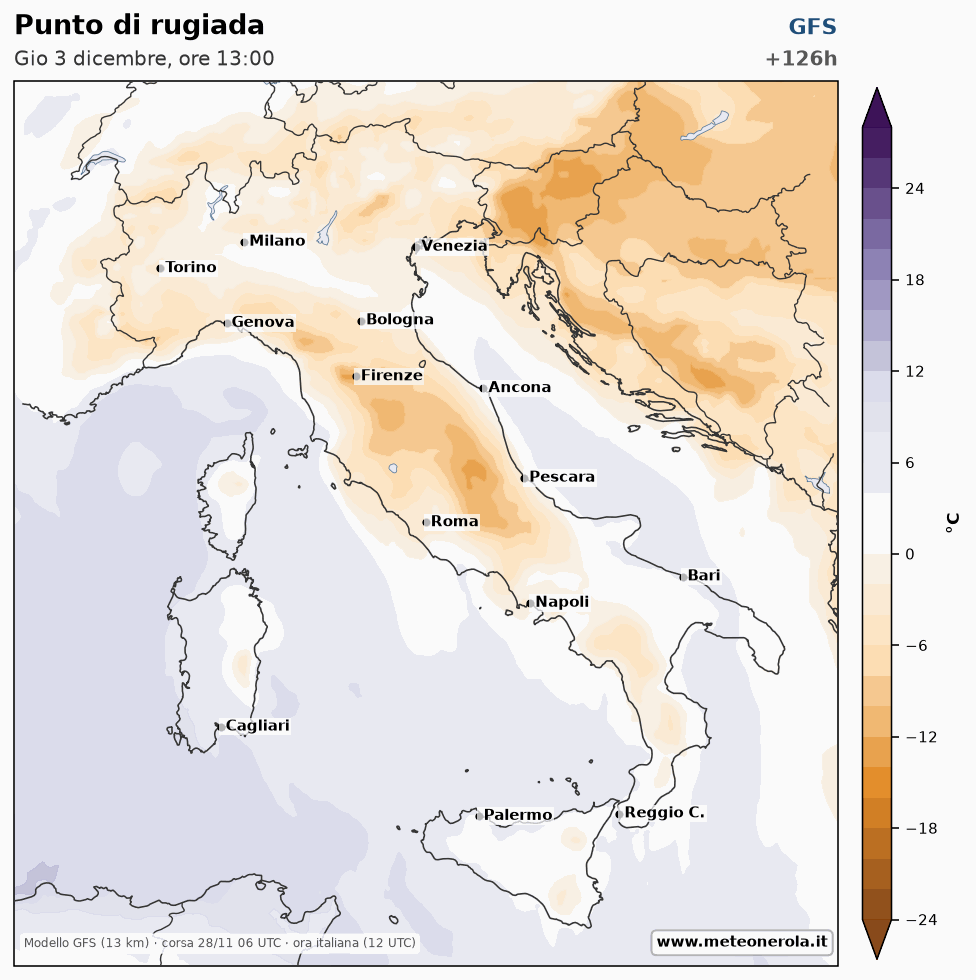 Punto di rugiada
GFS
Gio 3 dicembre, ore 13:00
+126h
Milano
Venezia
Torino
Genova
Bologna
Firenze
Ancona
Pescara
Roma
Bari
Napoli
Cagliari
Palermo
Reggio C.
24
18
12
6
0
−6
−12
−18
−24
°C
Modello GFS (13 km) · corsa 28/11 06 UTC · ora italiana (12 UTC)
www.meteonerola.it